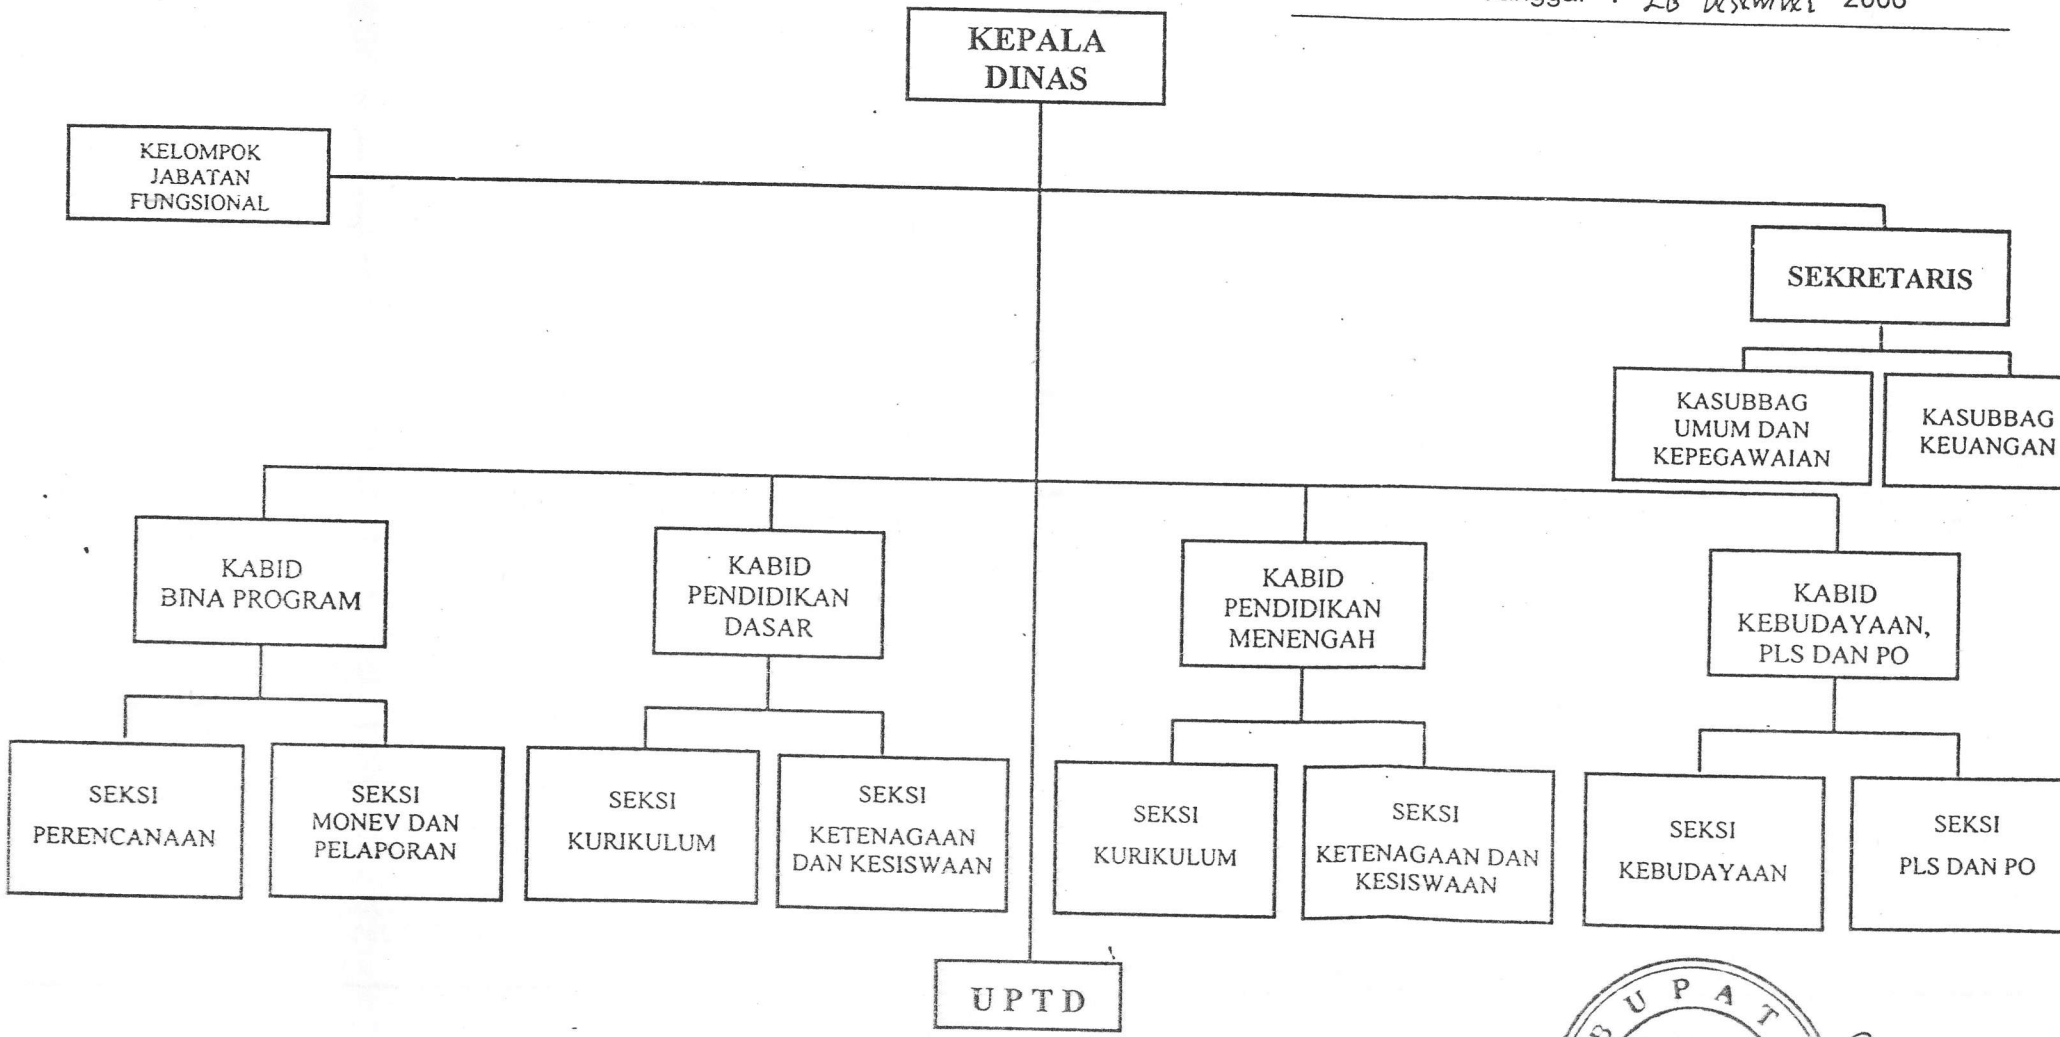 KEPALA
DINAS
KELOMPOK
JABATAN
FUNGSIONAL
SEKRETARIS
KASUBBAG
UMUM DAN
KEPEGAWAIAN
KASUBBAG
KEUANGAN
KABID
BINA PROGRAM
KABID
PENDIDIKAN
DASAR
KABID
PENDIDIKAN
MENENGAH
KABID
KEBUDAYAAN,
PLS DAN PO
SEKSI
PERENCANAAN
SEKSI
MONEV DAN
PELAPORAN
SEKSI
KURIKULUM
SEKSI
KETENAGAAN
DAN KESISWAAN
SEKSI
KURIKULUM
SEKSI
KETENAGAAN DAN
KESISWAAN
SEKSI
KEBUDAYAAN
SEKSI
PLS DAN PO
UPTD
BUPAT